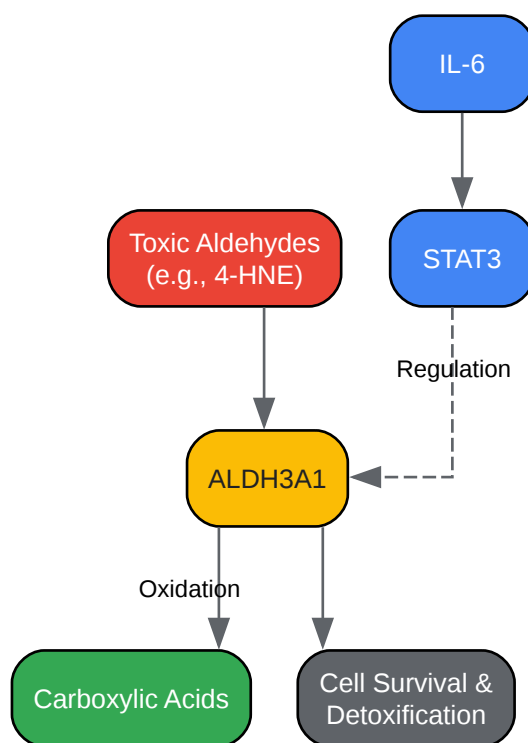 IL-6
Toxic Aldehydes
(e.g., 4-HNE)
STAT3
Regulation
ALDH3A1
Oxidation
Carboxylic Acids
Cell Survival &
Detoxification